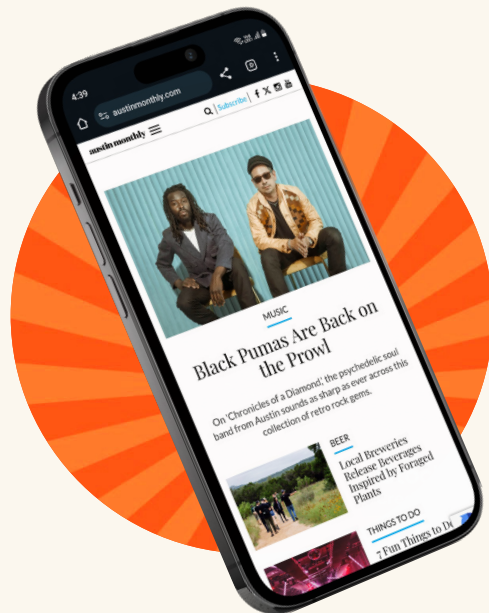 4:39
austinmonthly.com
austin monthly
Subscribe
MUSIC
Black Pumas Are Back on
the Prowl
On 'Chronicles of a Diamond,' the psychedelic soul
band from Austin sounds as sharp as ever across this
collection of retro rock gems.
BEER
Local Breweries
Release Beverages
Inspired by Foraged
Plants
THINGS TO DO
7 Fun Things to